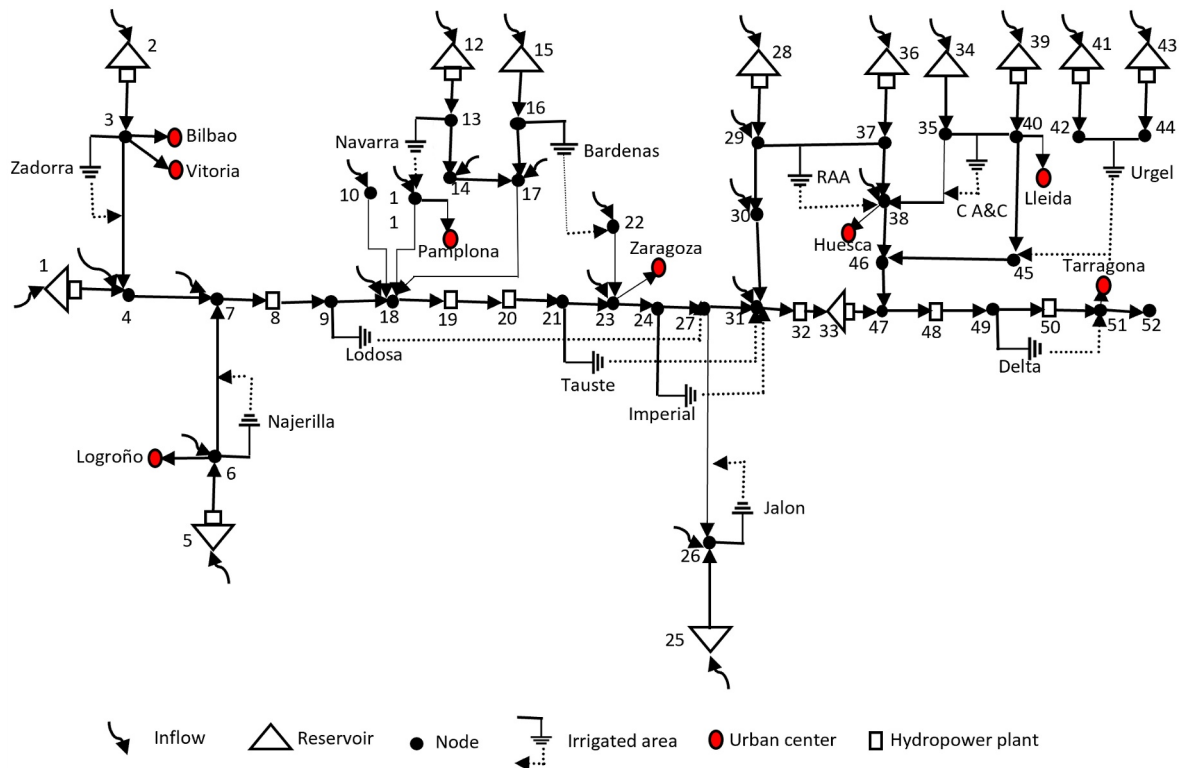 2
12
15
28
36
34
39
41
43
3
Bilbao
Zadorra
Vitoria
13
16
Navarra
Bardenas
29
37
35
40
42
44
RAA
C A&C
Lleida
Urgel
10
1
1
14
17
22
30
38
Huesca
Pamplona
Zaragoza
46
45
Tarragona
1
4
7
8
9
18
19
20
21
23
24
27
31
32
33
47
48
49
50
51
52
Lodosa
Tauste
Imperial
Delta
Najerilla
Logroño
6
5
Jalon
26
25
Inflow
Reservoir
Node
Irrigated area
Urban center
Hydropower plant